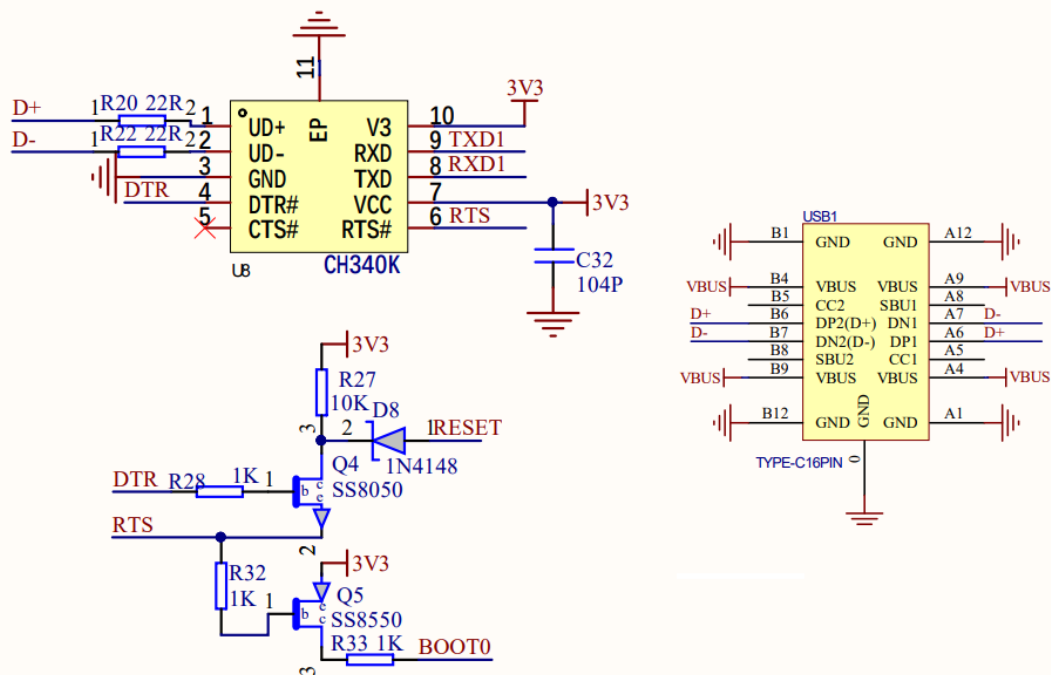 11
3V3
D+ 1 R20 22R 2 1 UD+ EP V3 10
D- 1 R22 22R 2 2 UD- RXD 9 TXD1
3 GND TXD 8 RXD1
DTR 4 DTR# VCC 7 3V3
5 CTS# RTS# 6 RTS
U8 CH340K
C32
104P
USB1
B1 GND GND A12
VBUS B4 VBUS VBUS A9 VBUS
B5 CC2 SBU1 A8
D+ B6 DP2(D+) DN1 A7 D-
D- B7 DN2(D-) DP1 A6 D+
B8 SBU2 CC1 A5
VBUS B9 VBUS VBUS A4 VBUS
B12 GND GND GND A1
TYPE-C16PIN 0
3V3
R27
10K
D8
3 2 1 RESET
1N4148
Q4
SS8050
DTR R28 1K 1 b c e
RTS
2
3V3
R32
1K
1 b e c
Q5
SS8550
R33 1K BOOT0
3